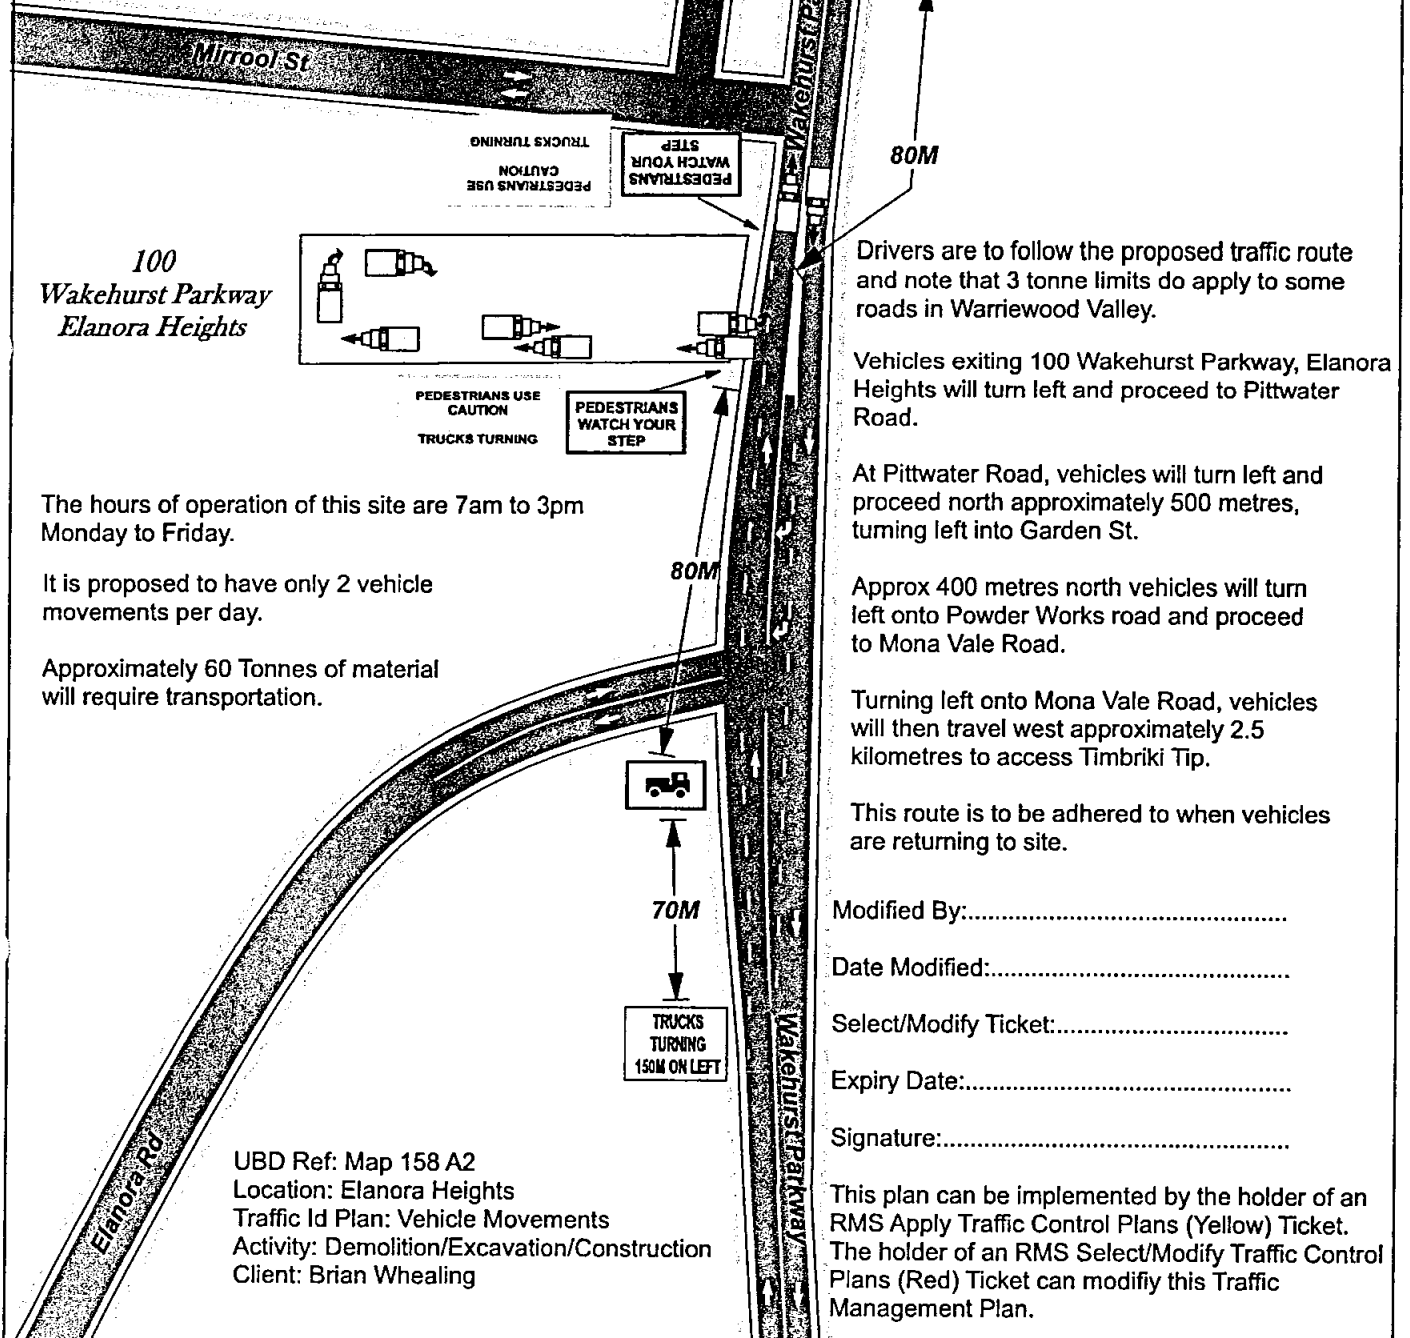 Mirrool St
Wakehurst Pa
80M
TRUCKS TURNING
PEDESTRIANS USE
CAUTION
PEDESTRIANS
WATCH YOUR
STEP
100
Wakehurst Parkway
Elanora Heights
PEDESTRIANS USE
CAUTION
TRUCKS TURNING
PEDESTRIANS
WATCH YOUR
STEP
The hours of operation of this site are 7am to 3pm
Monday to Friday.
It is proposed to have only 2 vehicle
movements per day.
Approximately 60 Tonnes of material
will require transportation.
80M
70M
TRUCKS
TURNING
150M ON LEFT
Elanora Rd
Wakehurst Parkway
UBD Ref: Map 158 A2
Location: Elanora Heights
Traffic Id Plan: Vehicle Movements
Activity: Demolition/Excavation/Construction
Client: Brian Whealing
Drivers are to follow the proposed traffic route
and note that 3 tonne limits do apply to some
roads in Warriewood Valley.
Vehicles exiting 100 Wakehurst Parkway, Elanora
Heights will turn left and proceed to Pittwater
Road.
At Pittwater Road, vehicles will turn left and
proceed north approximately 500 metres,
turning left into Garden St.
Approx 400 metres north vehicles will turn
left onto Powder Works road and proceed
to Mona Vale Road.
Turning left onto Mona Vale Road, vehicles
will then travel west approximately 2.5
kilometres to access Timbriki Tip.
This route is to be adhered to when vehicles
are returning to site.
Modified By:................................................
Date Modified:.............................................
Select/Modify Ticket:...................................
Expiry Date:.................................................
Signature:....................................................
This plan can be implemented by the holder of an
RMS Apply Traffic Control Plans (Yellow) Ticket.
The holder of an RMS Select/Modify Traffic Control
Plans (Red) Ticket can modifiy this Traffic
Management Plan.